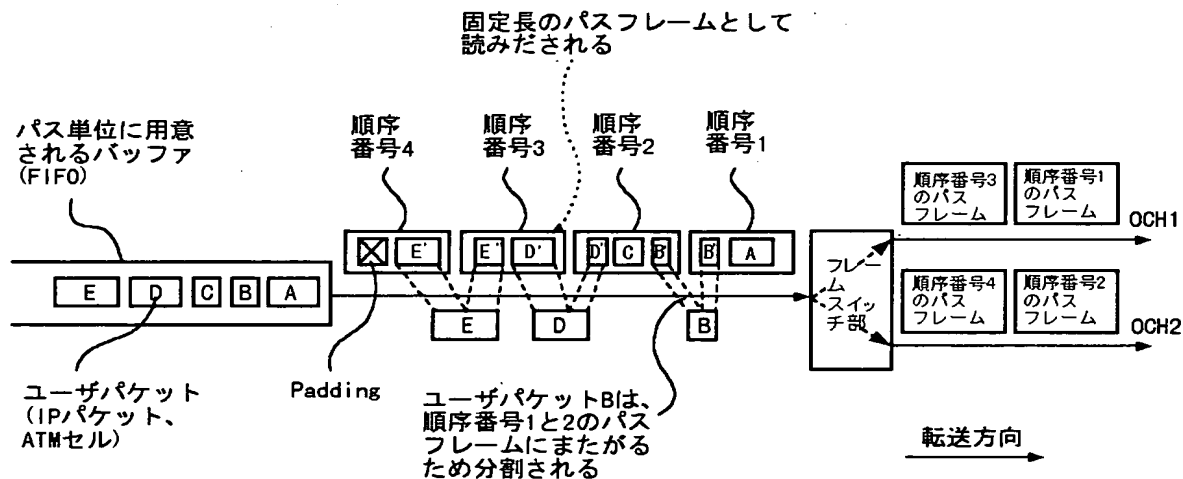 固定長のパスフレームとして
読みだされる
パス単位に用意
されるバッファ
(FIFO)
順序
番号4
順序
番号3
順序
番号2
順序
番号1
順序番号3
のパス
フレーム
順序番号1
のパス
フレーム
OCH1
E'
E'
D'
D'
C
B'
B'
A
E
D
C
B
A
フレー
ム
スイッ
チ部
順序番号4
のパス
フレーム
順序番号2
のパス
フレーム
OCH2
E
D
B
ユーザパケット
(IPパケット、
ATMセル)
Padding
ユーザパケットBは、
順序番号1と2のパス
フレームにまたがる
ため分割される
転送方向